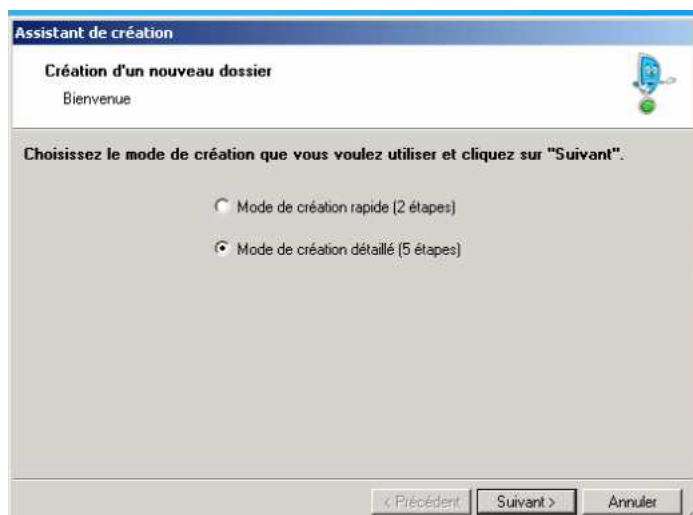 Assistant de création
Création d'un nouveau dossier
Bienvenue
Choisissez le mode de création que vous voulez utiliser et cliquez sur "Suivant".
Mode de création rapide (2 étapes)
Mode de création détaillé (5 étapes)
< Précédent
Suivant >
Annuler